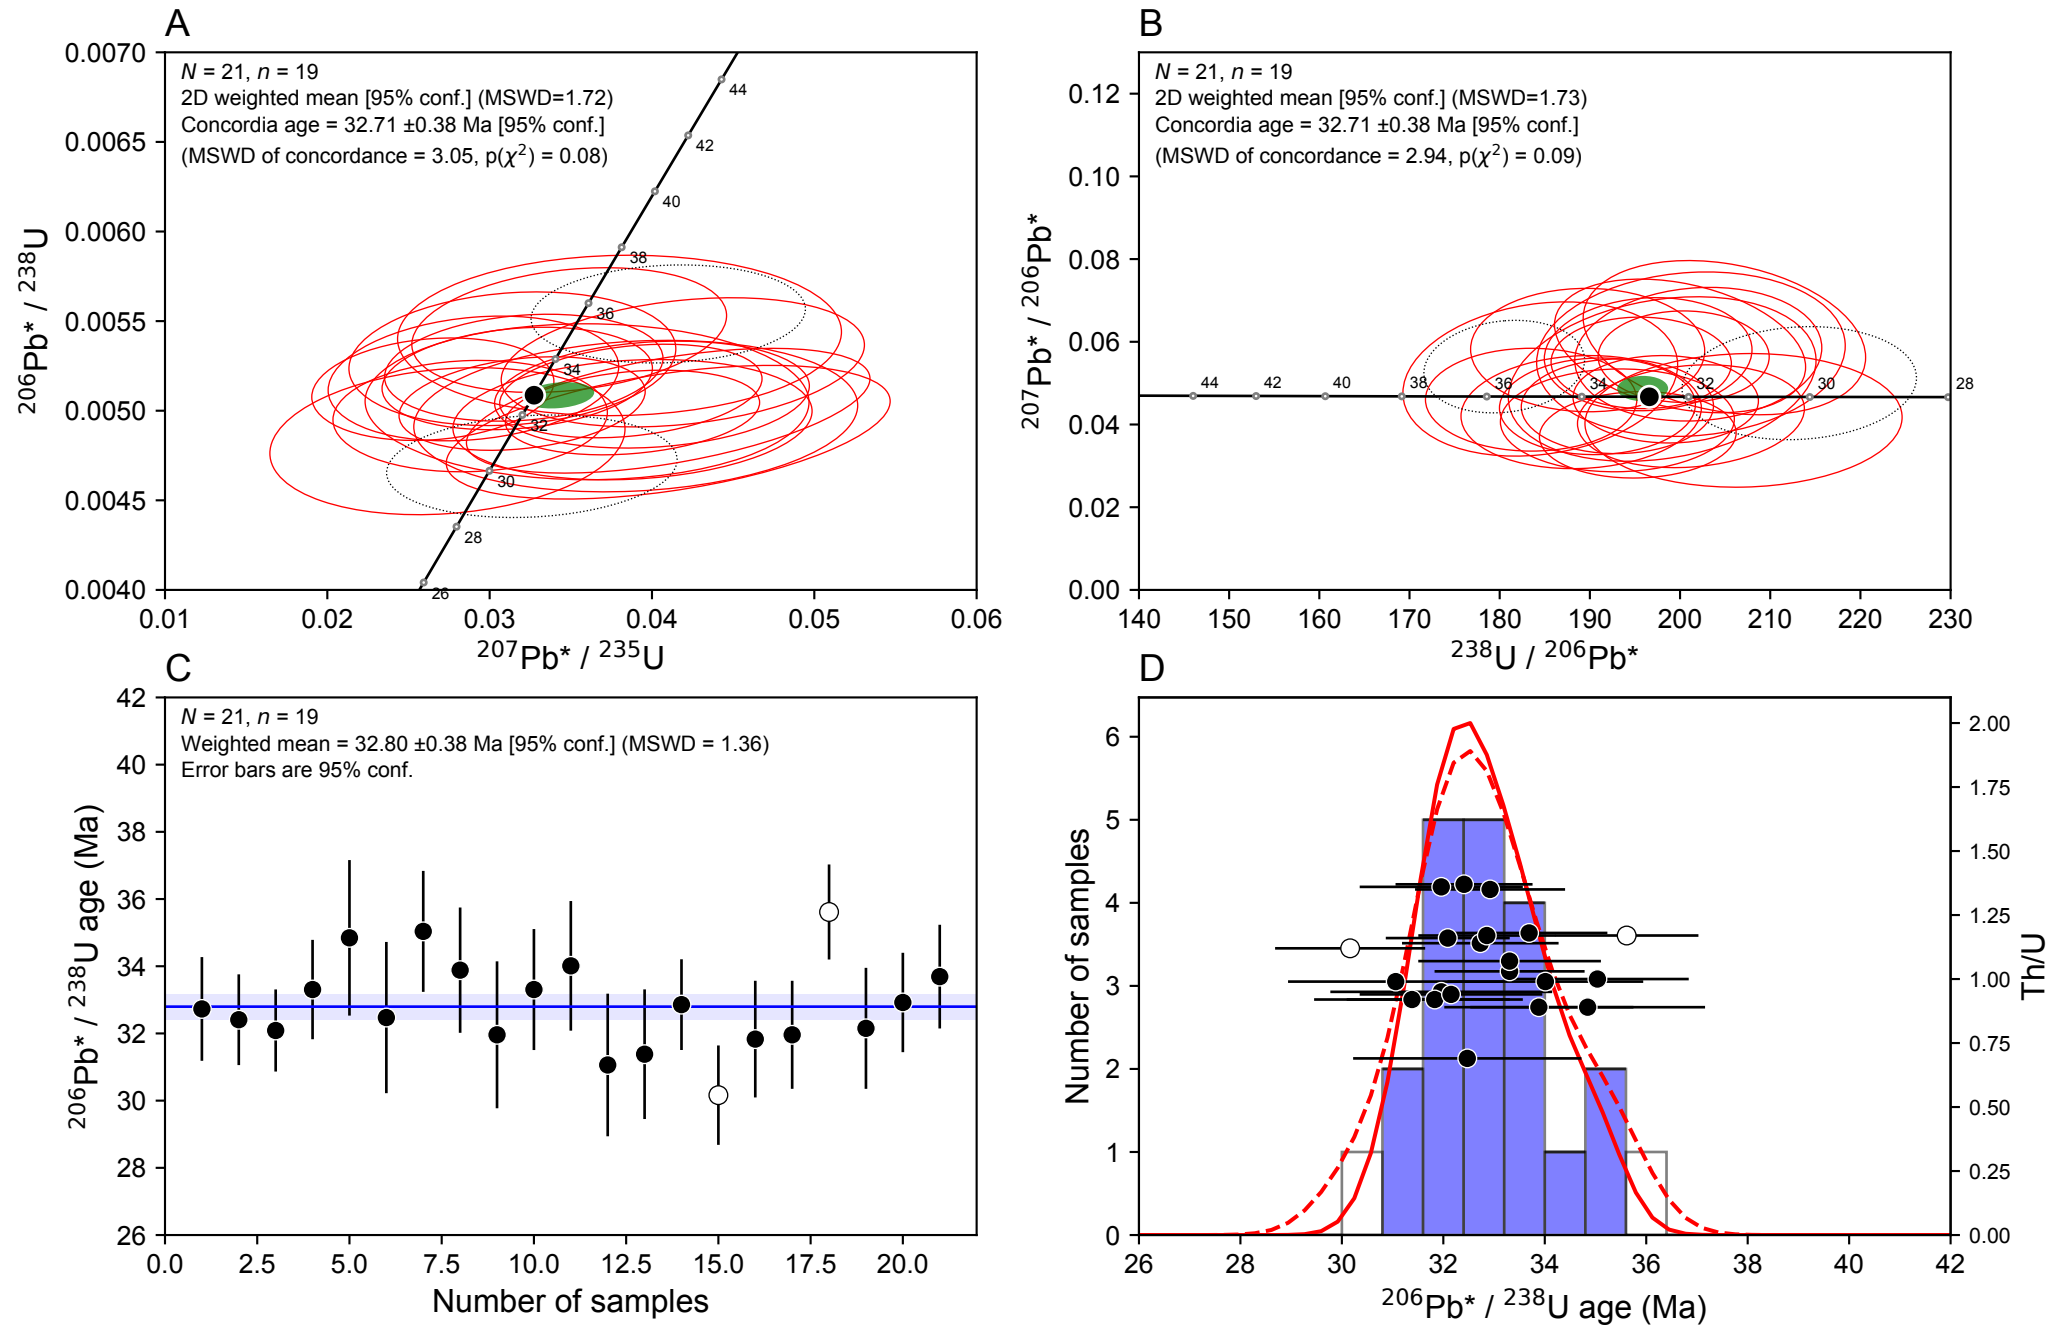 A
0.0070
0.0065
0.0060
0.0055
0.0050
0.0045
0.0040
²⁰⁶Pb* / ²³⁸U
N = 21, n = 19
2D weighted mean [95% conf.] (MSWD=1.72)
Concordia age = 32.71 ±0.38 Ma [95% conf.]
(MSWD of concordance = 3.05, p(χ²) = 0.08)
44
42
40
38
36
34
32
30
28
26
0.01 0.02 0.03 0.04 0.05 0.06
²⁰⁷Pb* / ²³⁵U
B
0.12
0.10
0.08
0.06
0.04
0.02
0.00
²⁰⁷Pb* / ²⁰⁶Pb*
N = 21, n = 19
2D weighted mean [95% conf.] (MSWD=1.73)
Concordia age = 32.71 ±0.38 Ma [95% conf.]
(MSWD of concordance = 2.94, p(χ²) = 0.09)
44 42 40 38 36 34 32 30 28
140 150 160 170 180 190 200 210 220 230
²³⁸U / ²⁰⁶Pb*
C
42
40
38
36
34
32
30
28
26
²⁰⁶Pb* / ²³⁸U age (Ma)
N = 21, n = 19
Weighted mean = 32.80 ±0.38 Ma [95% conf.] (MSWD = 1.36)
Error bars are 95% conf.
0.0 2.5 5.0 7.5 10.0 12.5 15.0 17.5 20.0
Number of samples
D
6
5
4
3
2
1
0
Number of samples
2.00
1.75
1.50
1.25
1.00
0.75
0.50
0.25
0.00
Th/U
26 28 30 32 34 36 38 40 42
²⁰⁶Pb* / ²³⁸U age (Ma)